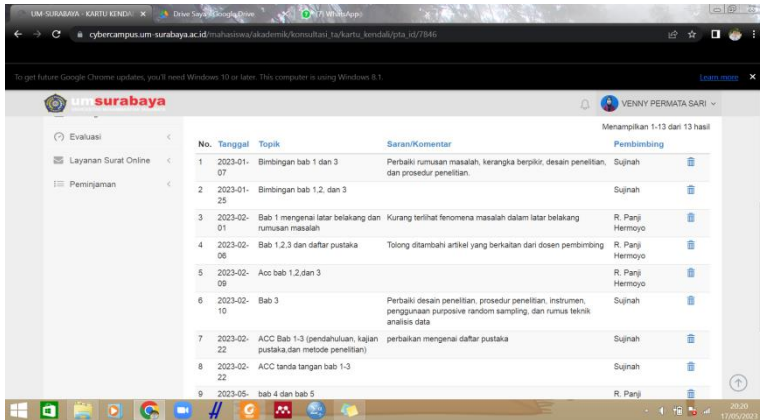 UM-SURABAYA - KARTU KENDAL
Drive Saya - Google Drive
(7) WhatsApp
cybercampus.um-surabaya.ac.id/mahasiswa/akademik/konsultasi_ta/kartu_kendali/pta_id/7846
To get future Google Chrome updates, you'll need Windows 10 or later. This computer is using Windows 8.1.
Learn more
umsurabaya
VENNY PERMATA SARI
Evaluasi
Layanan Surat Online
Peminjaman
Menampilkan 1-13 dari 13 hasil
No. Tanggal Topik Saran/Komentar Pembimbing
1 2023-01- Bimbingan bab 1 dan 3 Perbaiki rumusan masalah, kerangka berpikir, desain penelitian, Sujinah
07 dan prosedur penelitian.
2 2023-01- Bimbingan bab 1,2, dan 3 Sujinah
25
3 2023-02- Bab 1 mengenai latar belakang dan Kurang terlihat fenomena masalah dalam latar belakang R. Panji
01 rumusan masalah Hermoyo
4 2023-02- Bab 1,2,3 dan daftar pustaka Tolong ditambahi artikel yang berkaitan dari dosen pembimbing R. Panji
06 Hermoyo
5 2023-02- Acc bab 1,2,dan 3 R. Panji
09 Hermoyo
6 2023-02- Bab 3 Perbaiki desain penelitian, prosedur penelitian, instrumen, Sujinah
10 penggunaan purposive random sampling, dan rumus teknik
analisis data
7 2023-02- ACC Bab 1-3 (pendahuluan, kajian perbaikan mengenai daftar pustaka Sujinah
22 pustaka,dan metode penelitian)
8 2023-02- ACC tanda tangan bab 1-3 Sujinah
22
9 2023-05- bab 4 dan bab 5 R. Panji
20:20
17/05/2023